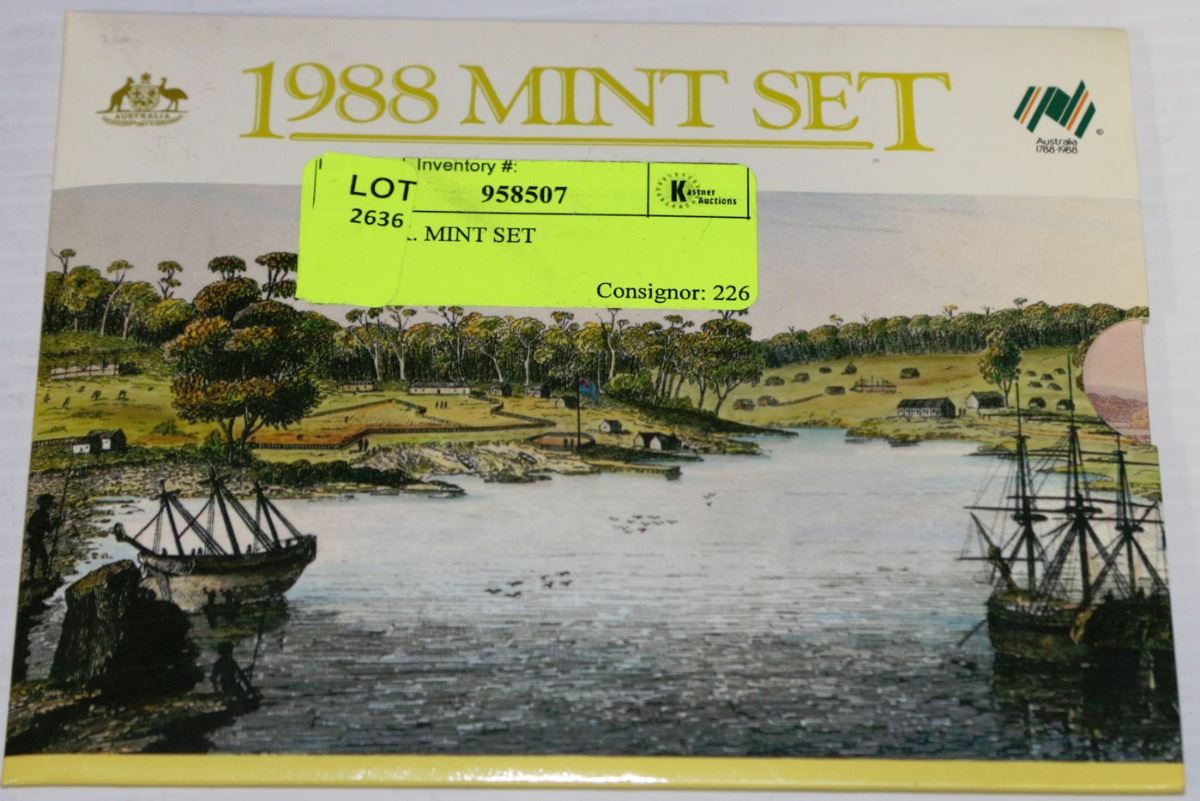 1988 MINT SET
AUSTRALIA
Australia
1788-1988
©
Inventory #:
LOT
958507
Kastner
Auctions
2636
. MINT SET
Consignor: 226